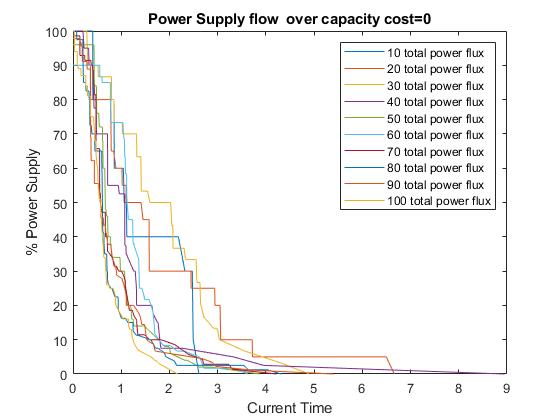 Power Supply flow over capacity cost=0
100
90
80
70
60
50
40
30
20
10
0
% Power Supply
10 total power flux
20 total power flux
30 total power flux
40 total power flux
50 total power flux
60 total power flux
70 total power flux
80 total power flux
90 total power flux
100 total power flux
0 1 2 3 4 5 6 7 8 9
Current Time